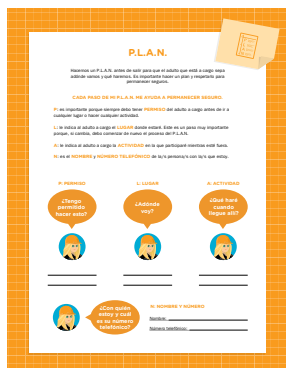 P.L.A.N.
Hacemos un P.L.A.N. antes de salir para que el adulto que está a cargo sepa
adónde vamos y qué haremos. Es importante hacer un plan y respetarlo para
permanecer seguros.
CADA PASO DE MI P.L.A.N. ME AYUDA A PERMANECER SEGURO.
P: es importante porque siempre debo tener PERMISO del adulto a cargo antes de ir a
cualquier lugar o hacer cualquier actividad.
L: le indica al adulto a cargo el LUGAR donde estaré. Este es un paso muy importante
porque, si cambia, debo comenzar de nuevo el proceso del P.L.A.N.
A: le indica al adulto a cargo la ACTIVIDAD en la que participaré mientras esté fuera.
N: es el NOMBRE y NÚMERO TELEFÓNICO de la/s persona/s con la/s que estoy.
P: PERMISO
L: LUGAR
A: ACTIVIDAD
¿Tengo
permitido
hacer esto?
¿Adónde
voy?
¿Qué haré
cuando
llegue allí?
¿Con quién
estoy y cuál
es su número
telefónico?
N: NOMBRE Y NÚMERO
Nombre:
Número telefónico: